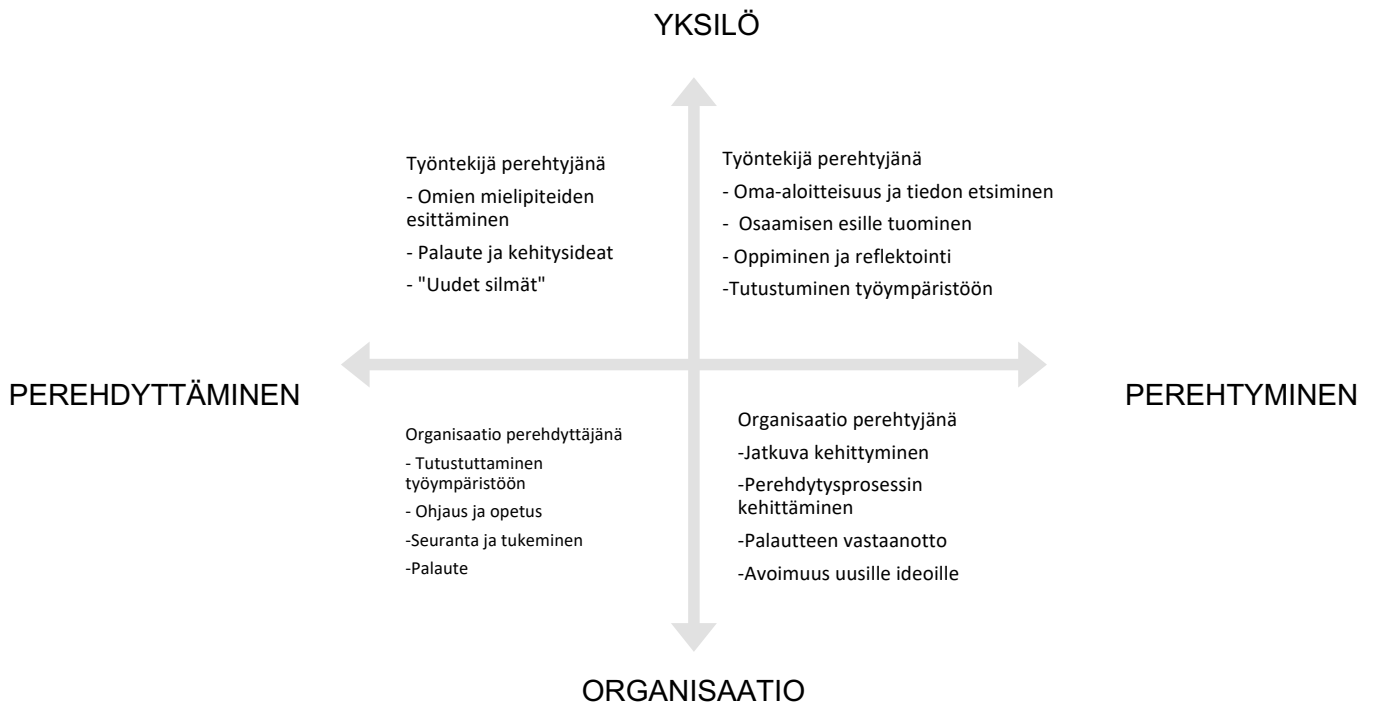 YKSILÖ
Työntekijä perehtyjänä
- Omien mielipiteiden
esittäminen
- Palaute ja kehitysideat
- "Uudet silmät"
Työntekijä perehtyjänä
- Oma-aloitteisuus ja tiedon etsiminen
-  Osaamisen esille tuominen
- Oppiminen ja reflektointi
-Tutustuminen työympäristöön
PEREHDYTTÄMINEN
PEREHTYMINEN
Organisaatio perehdyttäjänä
- Tutustuttaminen
työympäristöön
- Ohjaus ja opetus
-Seuranta ja tukeminen
-Palaute
Organisaatio perehtyjänä
-Jatkuva kehittyminen
-Perehdytysprosessin
kehittäminen
-Palautteen vastaanotto
-Avoimuus uusille ideoille
ORGANISAATIO